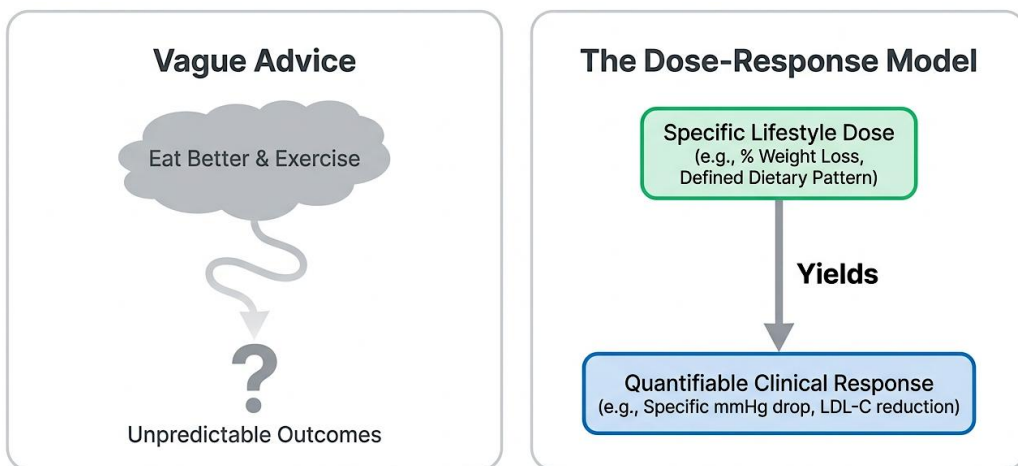 Vague Advice
Eat Better & Exercise
?
Unpredictable Outcomes
The Dose-Response Model
Specific Lifestyle Dose
(e.g., % Weight Loss,
Defined Dietary Pattern)
Yields
Quantifiable Clinical Response
(e.g., Specific mmHg drop, LDL-C reduction)